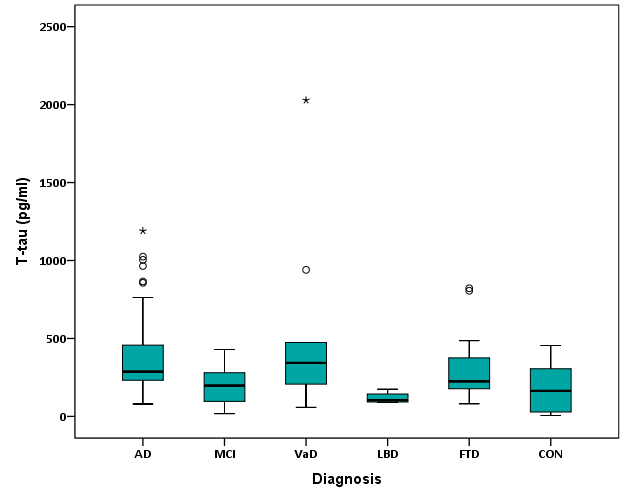 2500
2000
1500
1000
500
0
T-tau (pg/ml)
AD MCI VaD LBD FTD CON
Diagnosis